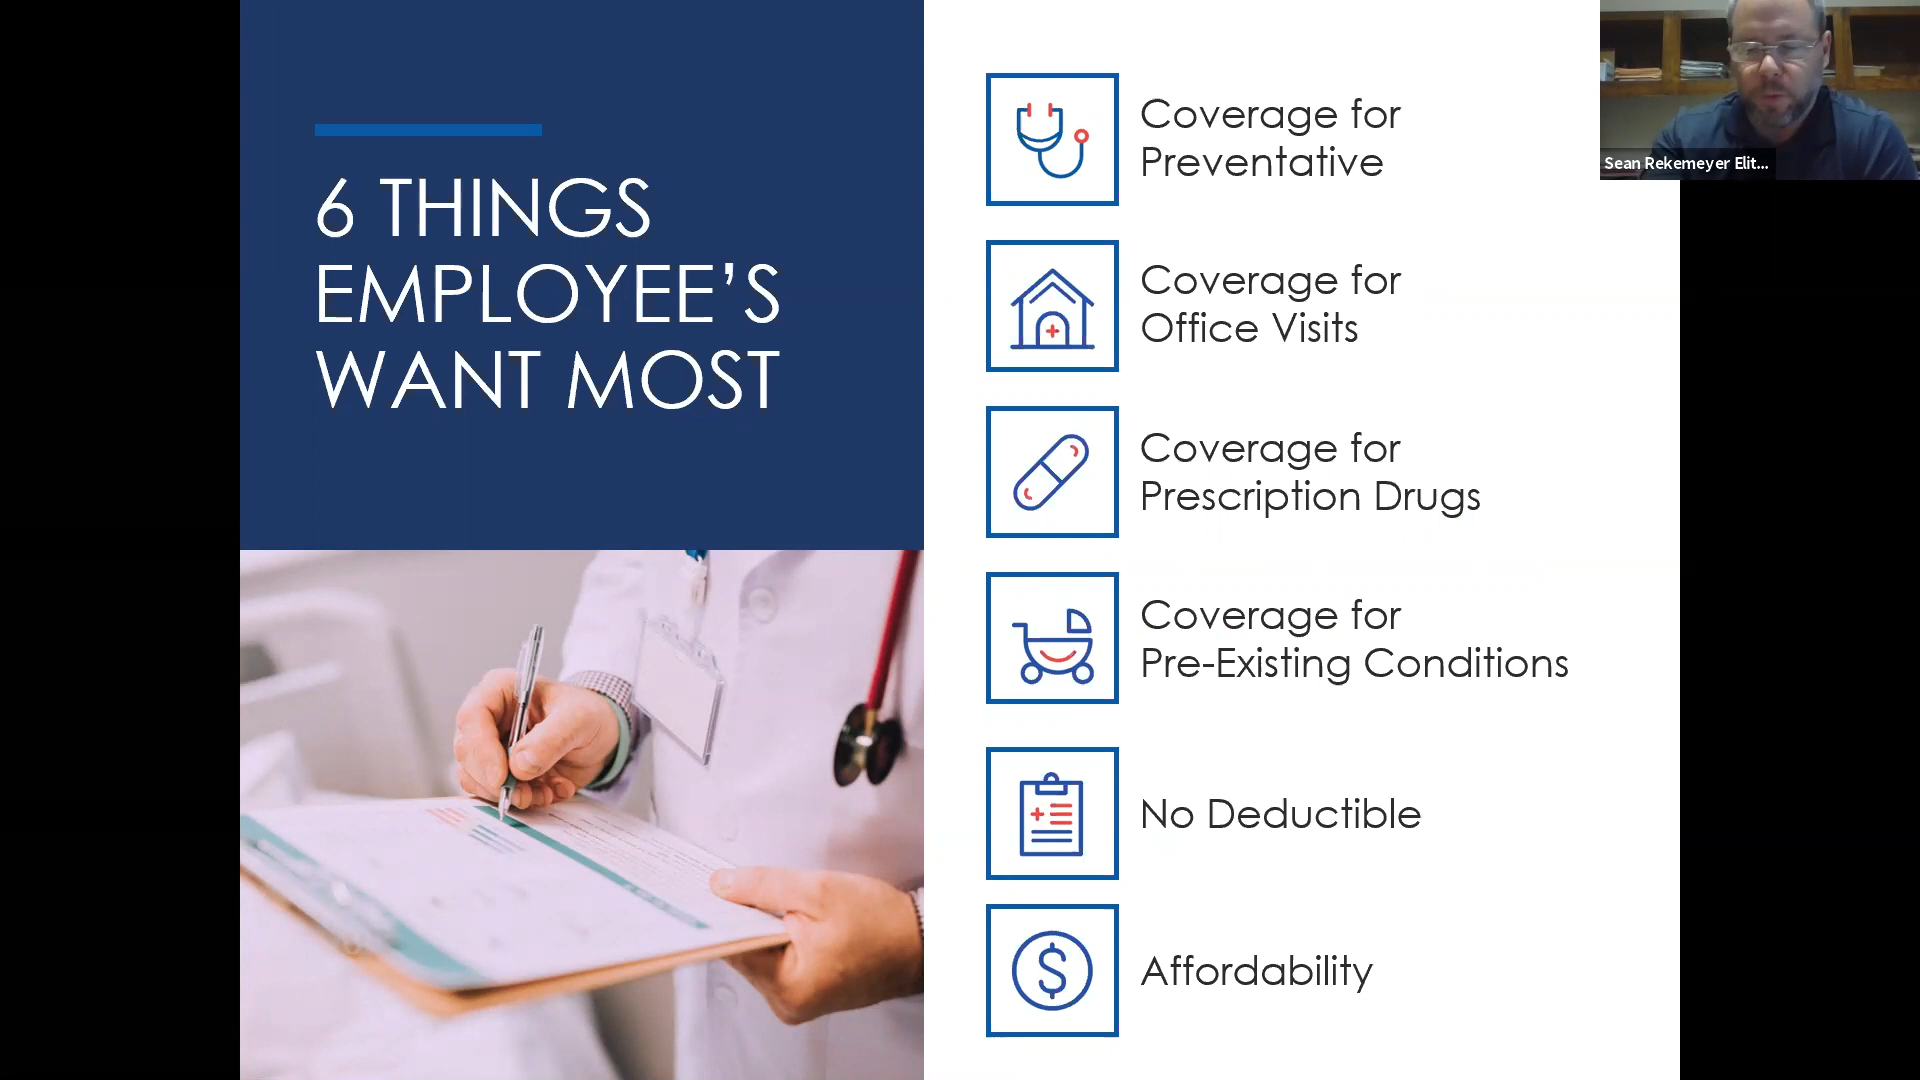 6 THINGS
EMPLOYEE’S
WANT MOST
Coverage for
Preventative
Coverage for
Office Visits
Coverage for
Prescription Drugs
Coverage for
Pre-Existing Conditions
No Deductible
Affordability
Sean Rekemeyer Elit...